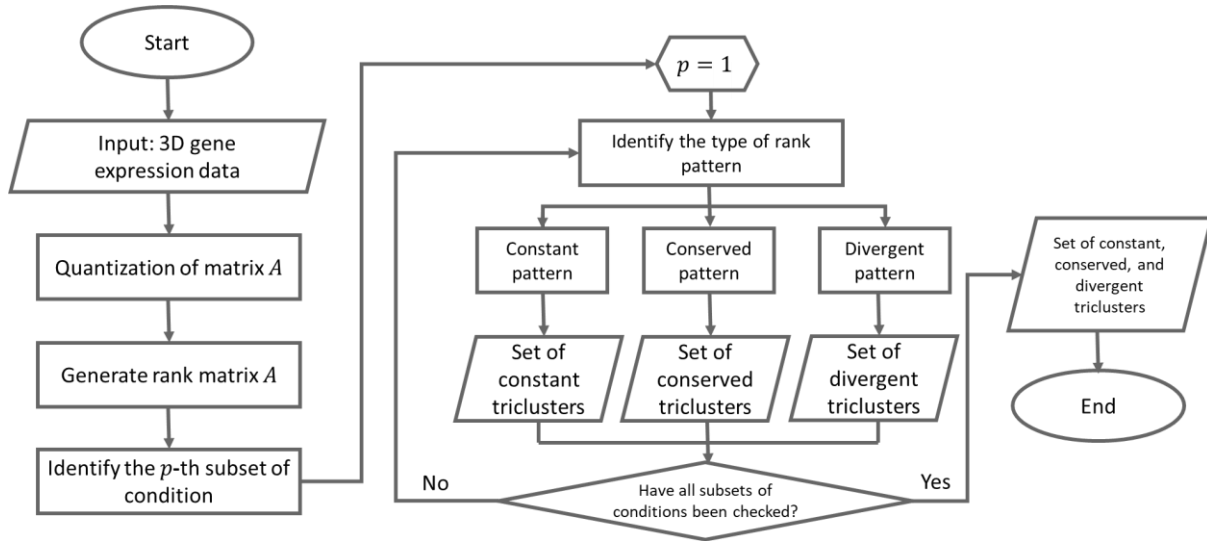 Start
Input: 3D gene
expression data
Quantization of matrix A
Generate rank matrix A
Identify the p-th subset of
condition
p = 1
Identify the type of rank
pattern
Constant
pattern
Conserved
pattern
Divergent
pattern
Set of
constant
triclusters
Set of
conserved
triclusters
Set of
divergent
triclusters
Have all subsets of
conditions been checked?
No
Yes
Set of constant,
conserved, and
divergent
triclusters
End